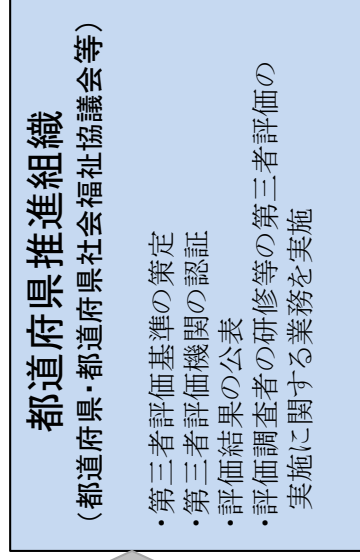 都道府県推進組織
（都道府県・都道府県社会福祉協議会等）
・第三者評価基準の策定
・第三者評価機関の認証
・評価結果の公表
・評価調査者の研修等の第三者評価の
実施に関する業務を実施